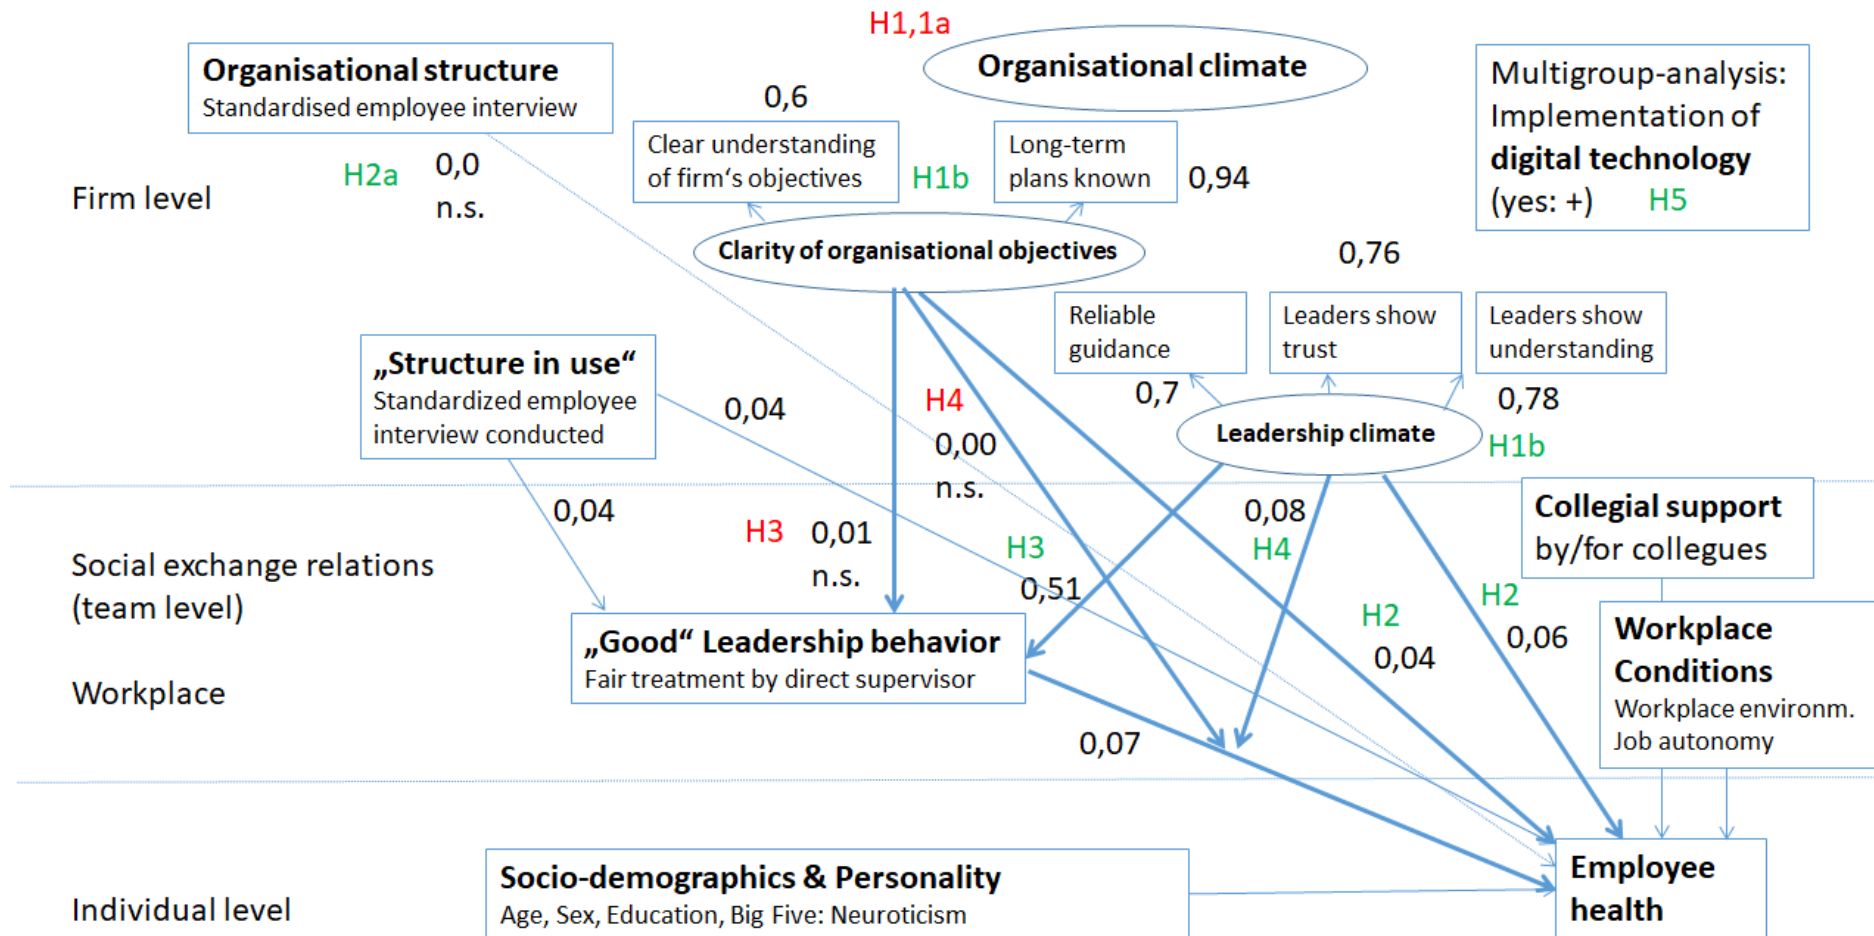 H1,1a
Organisational structure
Standardised employee interview
Organisational climate
Multigroup-analysis:
Implementation of
digital technology
(yes: +) H5
0,6
Clear understanding
of firm‘s objectives
H1b
Long-term
plans known
0,94
H2a
0,0
n.s.
Firm level
Clarity of organisational objectives
0,76
Reliable
guidance
Leaders show
trust
Leaders show
understanding
„Structure in use“
Standardized employee
interview conducted
0,04
H4
0,00
n.s.
0,7
0,78
Leadership climate
H1b
0,04
H3
0,01
n.s.
H3
0,51
0,08
H4
Collegial support
by/for collegues
Social exchange relations
(team level)
H2
0,04
H2
0,06
Workplace
Conditions
Workplace environm.
Job autonomy
„Good“ Leadership behavior
Fair treatment by direct supervisor
Workplace
0,07
Socio-demographics & Personality
Age, Sex, Education, Big Five: Neuroticism
Employee
health
Individual level